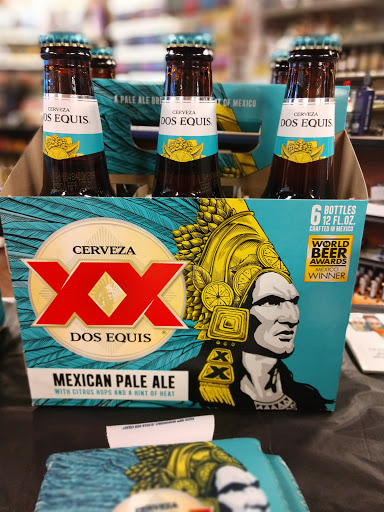 CERVEZA
DOS EQUIS
CERVEZA
DOS EQUIS
CERVEZA
DOS EQUIS
A PALE ALE OF MEXICO
6 BOTTLES
12 FL. OZ.
CRAFTED IN MEXICO
WORLD
BEER
AWARDS
MEXICO
WINNER
CERVEZA
XX
DOS EQUIS
XX
MEXICAN PALE ALE
WITH CITRUS HOPS AND A HINT OF HEAT
CERVEZA
XX